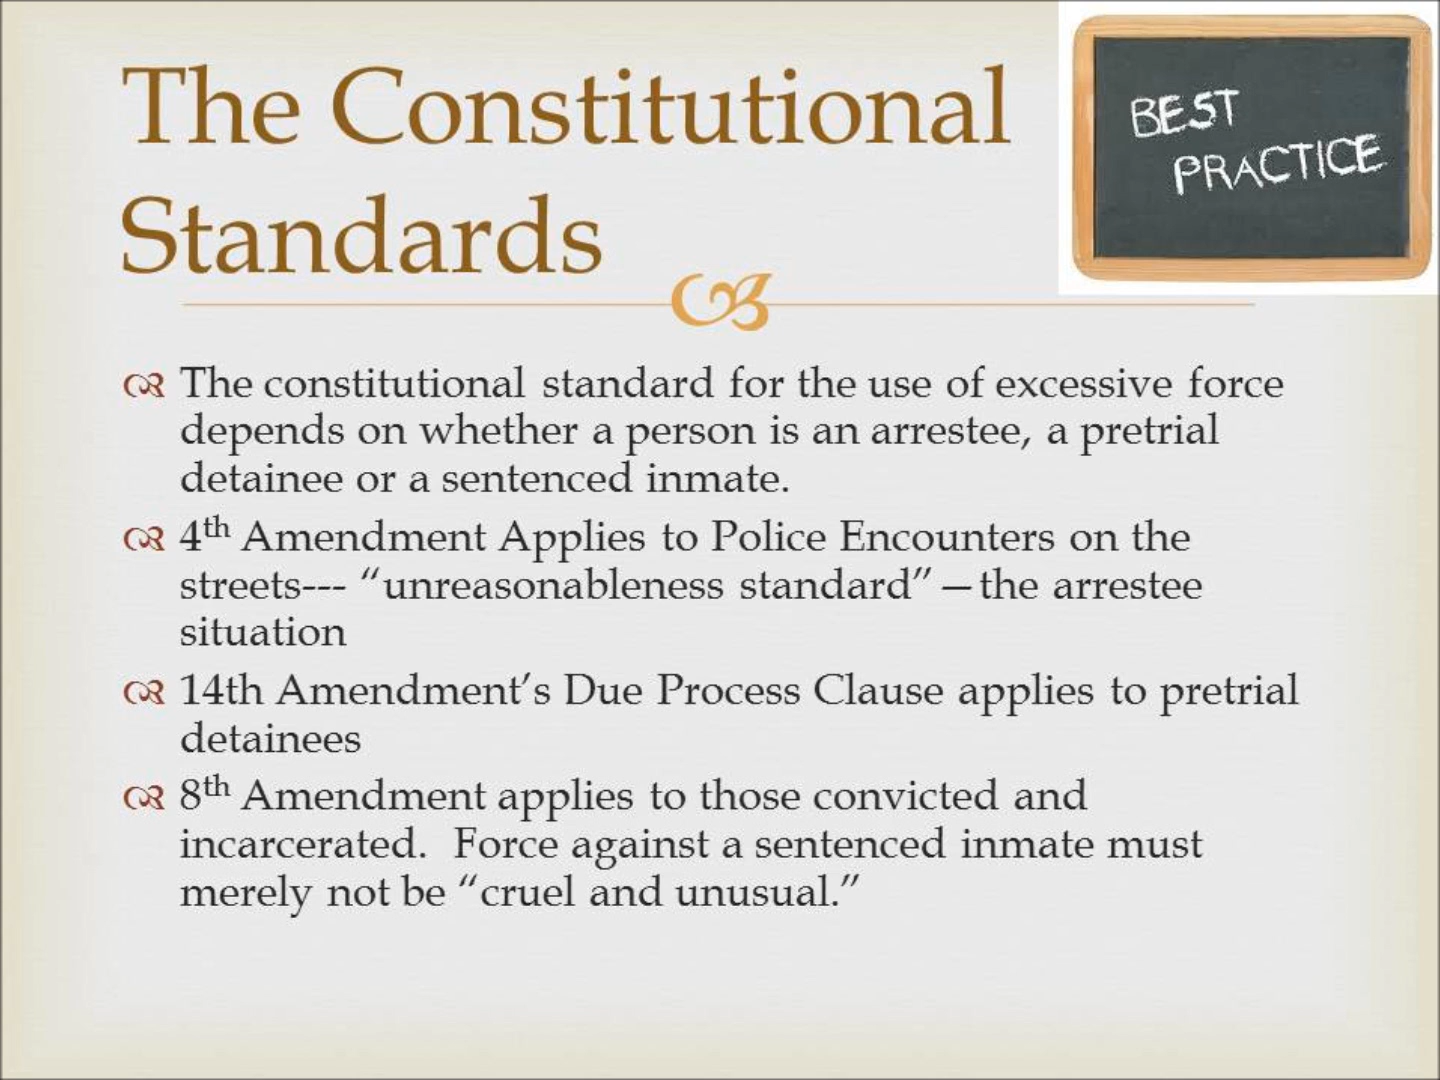 The Constitutional
Standards
BEST
PRACTICE
The constitutional standard for the use of excessive force
depends on whether a person is an arrestee, a pretrial
detainee or a sentenced inmate.
4th Amendment Applies to Police Encounters on the
streets--- “unreasonableness standard”—the arrestee
situation
14th Amendment’s Due Process Clause applies to pretrial
detainees
8th Amendment applies to those convicted and
incarcerated.  Force against a sentenced inmate must
merely not be “cruel and unusual.”